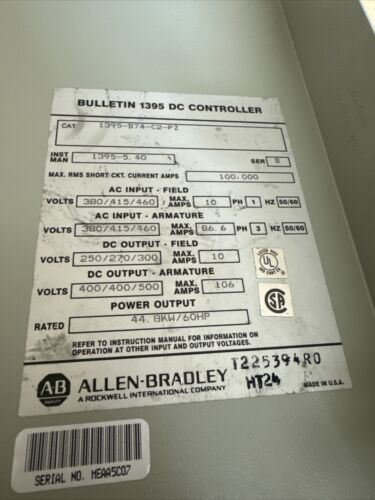 BULLETIN 1395 DC CONTROLLER
CAT 1395-B74-C2-PZ
INST MAN 1395-5.40 SER B
MAX. RMS SHORT CKT. CURRENT AMPS 100,000
AC INPUT - FIELD
VOLTS 380/415/460 MAX. AMPS 10 PH 1 HZ 50/60
AC INPUT - ARMATURE
VOLTS 380/415/460 MAX. AMPS 86.6 PH 3 HZ 50/60
DC OUTPUT - FIELD
VOLTS 250/270/300 MAX. AMPS 10
DC OUTPUT - ARMATURE
VOLTS 400/400/500 MAX. AMPS 106
POWER OUTPUT
RATED 44.8KW/60HP
REFER TO INSTRUCTION MANUAL FOR INFORMATION ON
OPERATION AT OTHER INPUT AND OUTPUT VOLTAGES.
UL
SA
T225394R0
HT24
AB
QUALITY
ALLEN-BRADLEY
A ROCKWELL INTERNATIONAL COMPANY
MADE IN U.S.A.
SERIAL NO. MEAA5C07